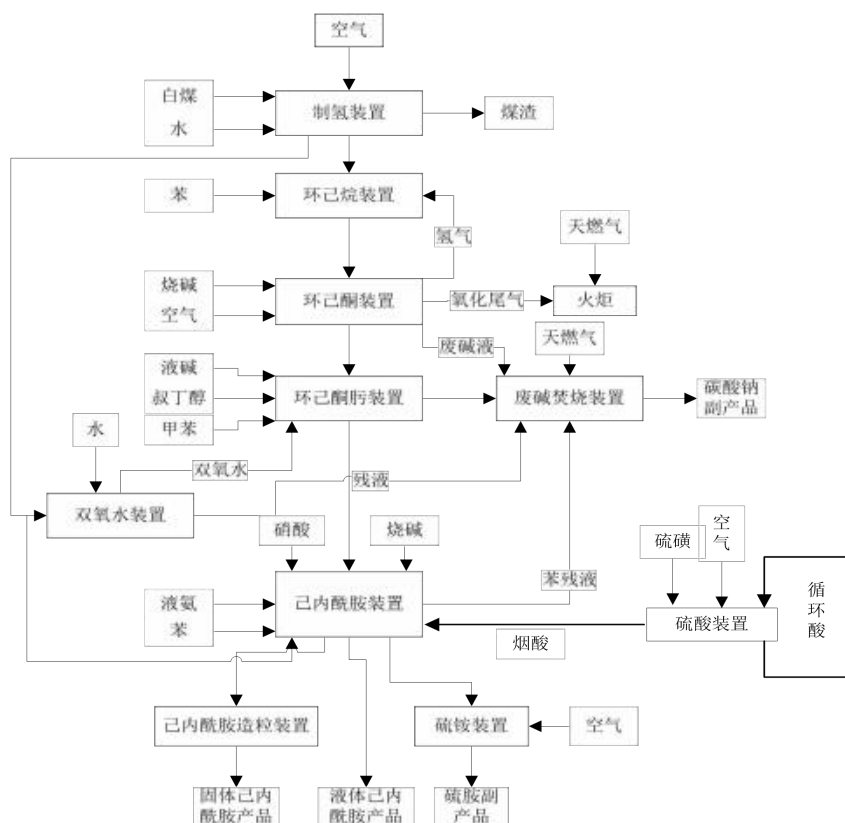 空气
白煤
水
制氢装置
煤渣
苯
环己烷装置
氢气
天燃气
烧碱
空气
环己酮装置
氧化尾气
火炬
废碱液
天燃气
液碱
叔丁醇
甲苯
环己酮肟装置
废碱焚烧装置
碳酸钠
副产品
水
双氧水
残液
双氧水装置
硝酸
烧碱
硫磺
空
气
苯残液
循
环
酸
液氨
苯
己内酰胺装置
硫酸装置
烟酸
己内酰胺造粒装置
硫铵装置
空气
固体己内
酰胺产品
液体己内
酰胺产品
硫胺副
产品